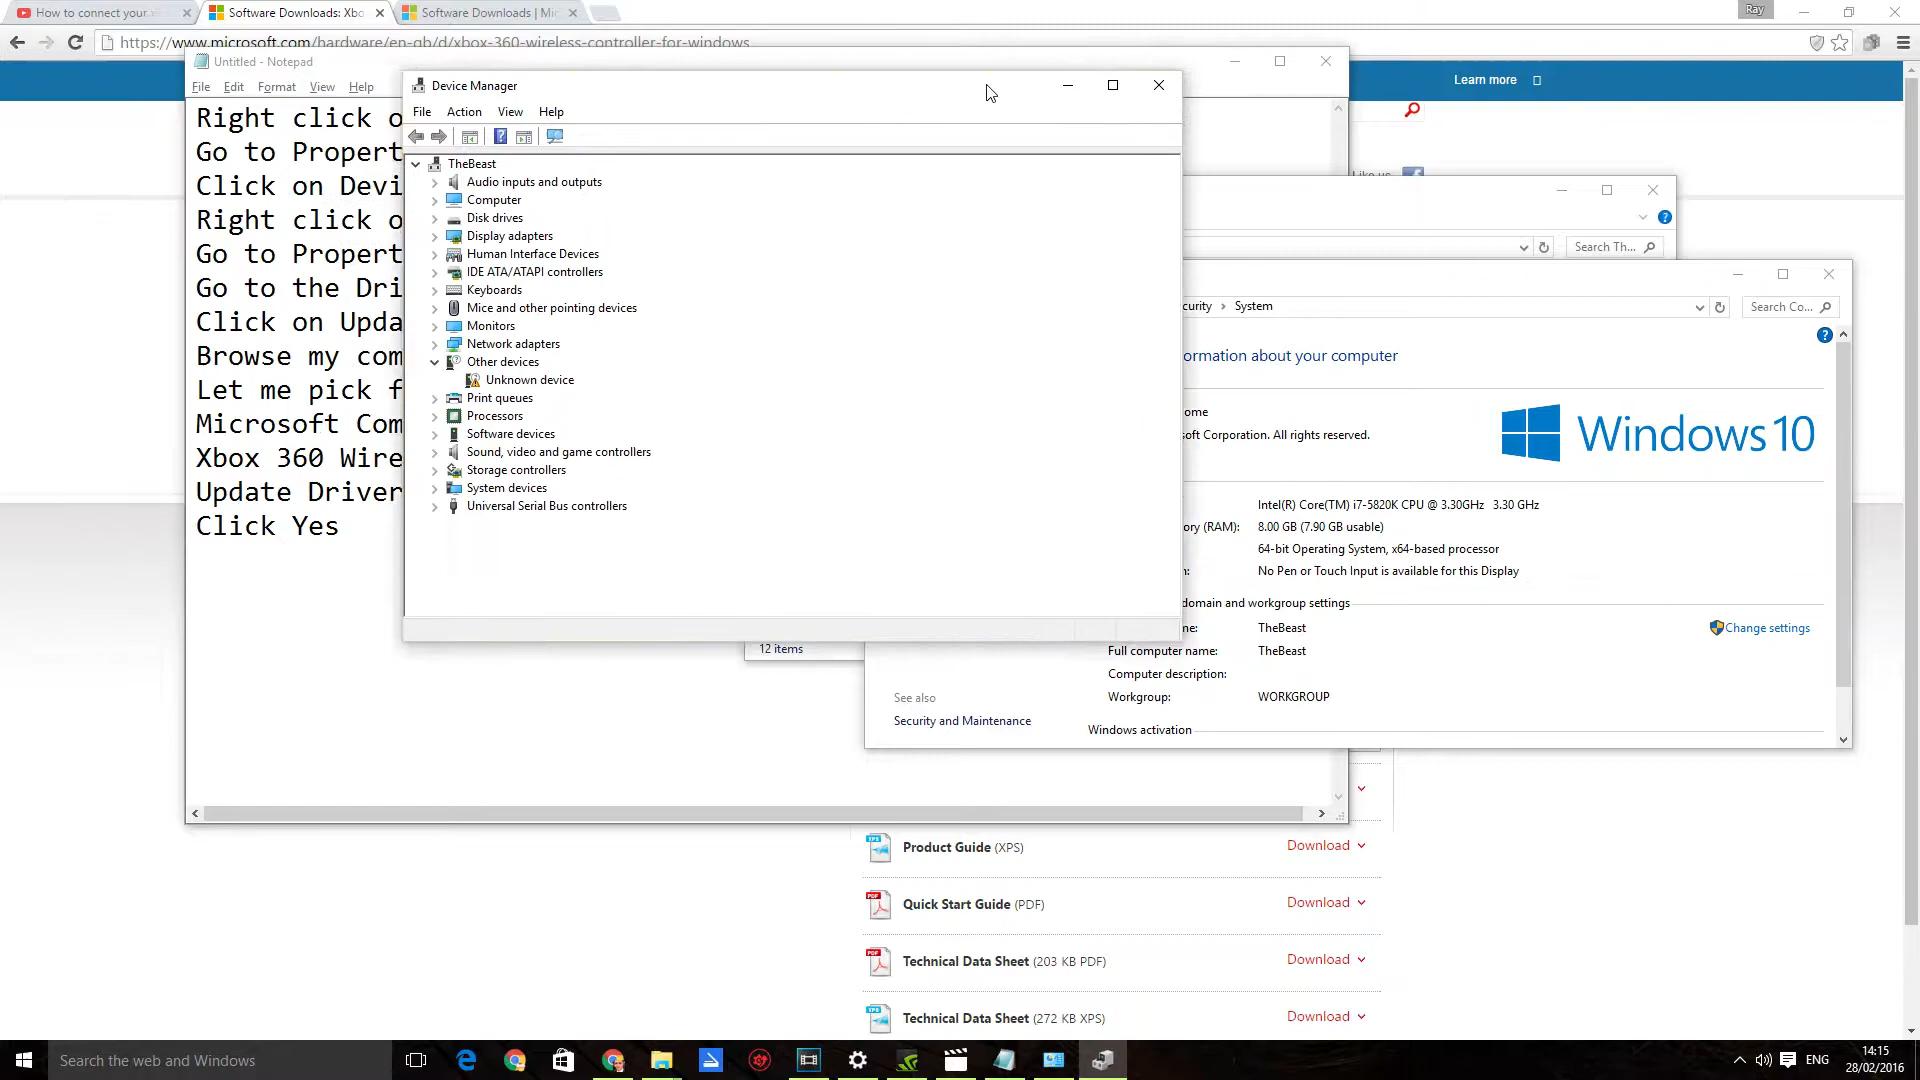 How to connect your
Software Downloads: Xbo
Software Downloads | Mi
Ray
https://www.microsoft.com/hardware/en-gb/d/xbox-360-wireless-controller-for-windows
Learn more
Untitled - Notepad
File Edit Format View Help
Right click o
Go to Propert
Click on Devi
Right click o
Go to Propert
Go to the Dri
Click on Upda
Browse my com
Let me pick f
Microsoft Com
Xbox 360 Wire
Update Driver
Click Yes
Device Manager
File Action View Help
TheBeast
Audio inputs and outputs
Computer
Disk drives
Display adapters
Human Interface Devices
IDE ATA/ATAPI controllers
Keyboards
Mice and other pointing devices
Monitors
Network adapters
Other devices
Unknown device
Print queues
Processors
Software devices
Sound, video and game controllers
Storage controllers
System devices
Universal Serial Bus controllers
Like us
Search Th...
12 items
curity > System
Search Co...
ormation about your computer
ome
soft Corporation. All rights reserved.
Windows 10
Intel(R) Core(TM) i7-5820K CPU @ 3.30GHz 3.30 GHz
ory (RAM): 8.00 GB (7.90 GB usable)
64-bit Operating System, x64-based processor
n: No Pen or Touch Input is available for this Display
domain and workgroup settings
me: TheBeast
Change settings
Full computer name: TheBeast
Computer description:
Workgroup: WORKGROUP
See also
Security and Maintenance
Windows activation
Product Guide (XPS) Download
Quick Start Guide (PDF) Download
Technical Data Sheet (203 KB PDF) Download
Technical Data Sheet (272 KB XPS) Download
Search the web and Windows
ENG
14:15
28/02/2016